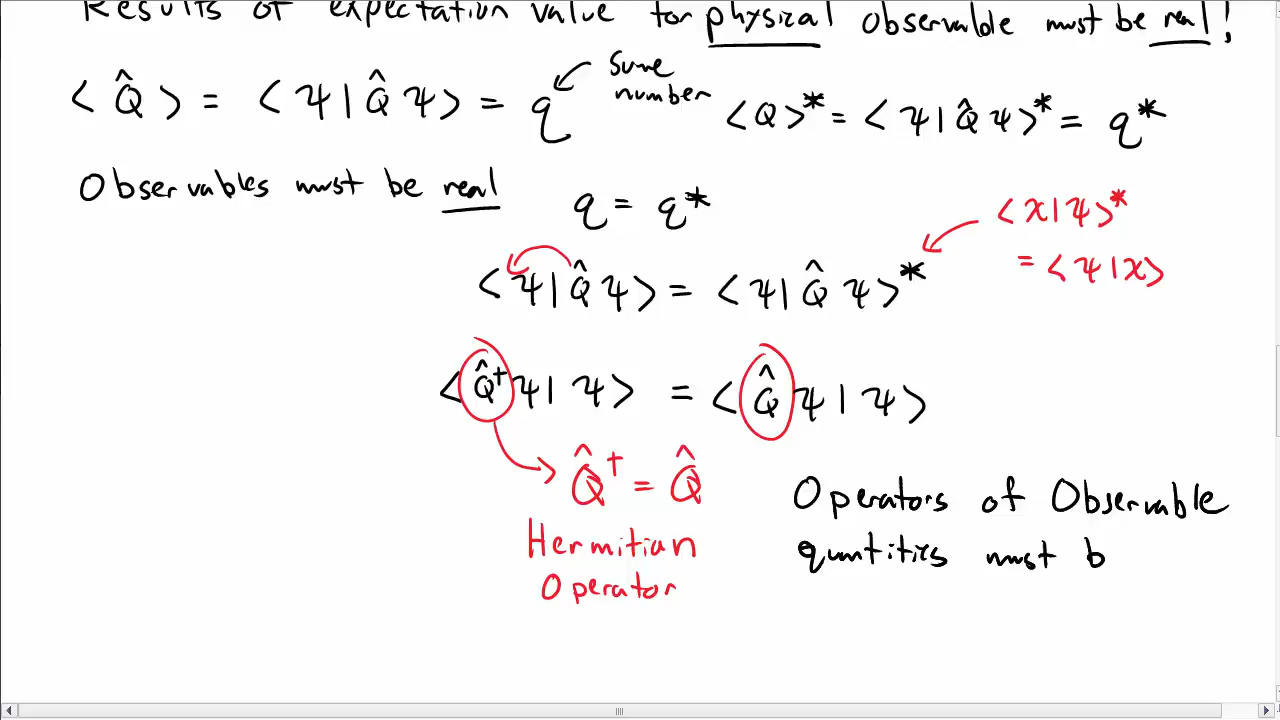 Results of expectation value for physical observable must be real!
< Q̂ > = < Ψ | Q̂ Ψ > = q
Some
number
< Q >* = < Ψ | Q̂ Ψ >* = q*
Observables must be real
q = q*
< x | Ψ >*
= < Ψ | x >
< Ψ | Q̂ Ψ > = < Ψ | Q̂ Ψ >*
< Q̂† Ψ | Ψ > = < Q̂ Ψ | Ψ >
Q̂† = Q̂
Hermitian
Operator
Operators of Observable
quntities must b